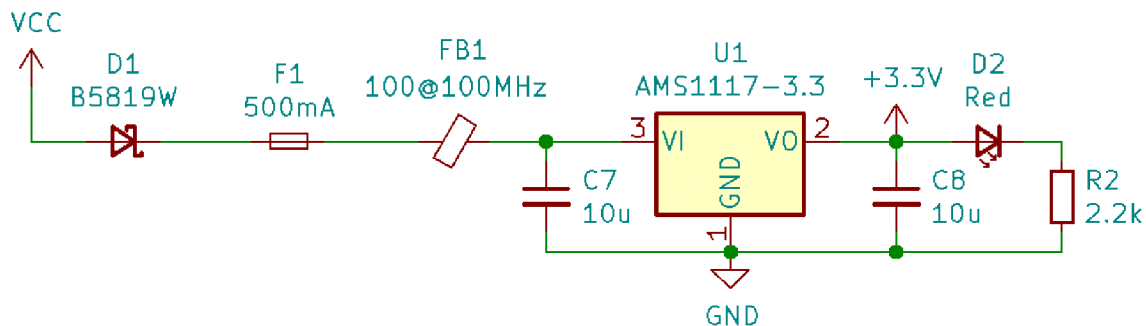 VCC
D1
B5819W
F1
500mA
FB1
100@100MHz
C7
10u
U1
AMS1117-3.3
3
VI
VO
2
GND
1
GND
+3.3V
C8
10u
D2
Red
R2
2.2k